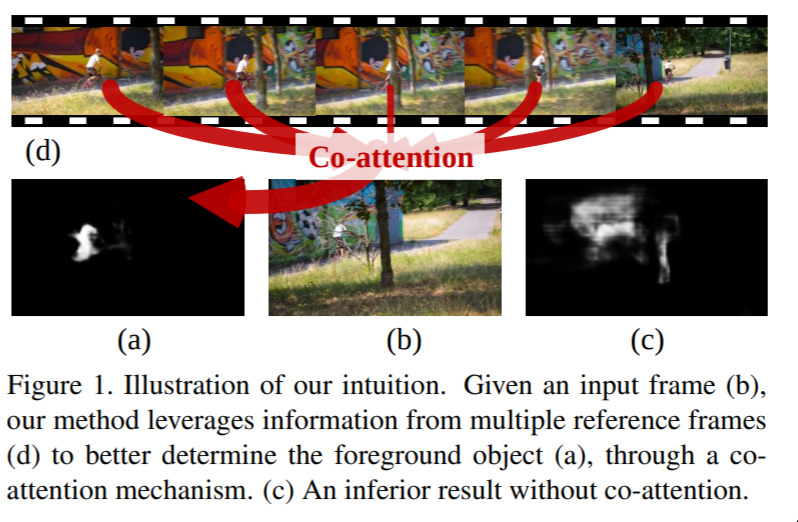 (d)
Co-attention
(a)
(b)
(c)
Figure 1. Illustration of our intuition. Given an input frame (b),
our method leverages information from multiple reference frames
(d) to better determine the foreground object (a), through a co-
attention mechanism. (c) An inferior result without co-attention.